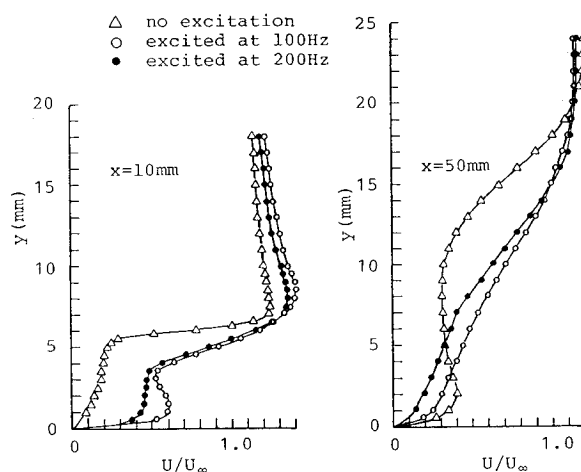 △ no excitation
○ excited at 100Hz
● excited at 200Hz
20
15
10
5
0
y (mm)
x=10mm
0
1.0
U/U∞
25
20
15
10
5
0
y (mm)
x=50mm
0
1.0
U/U∞